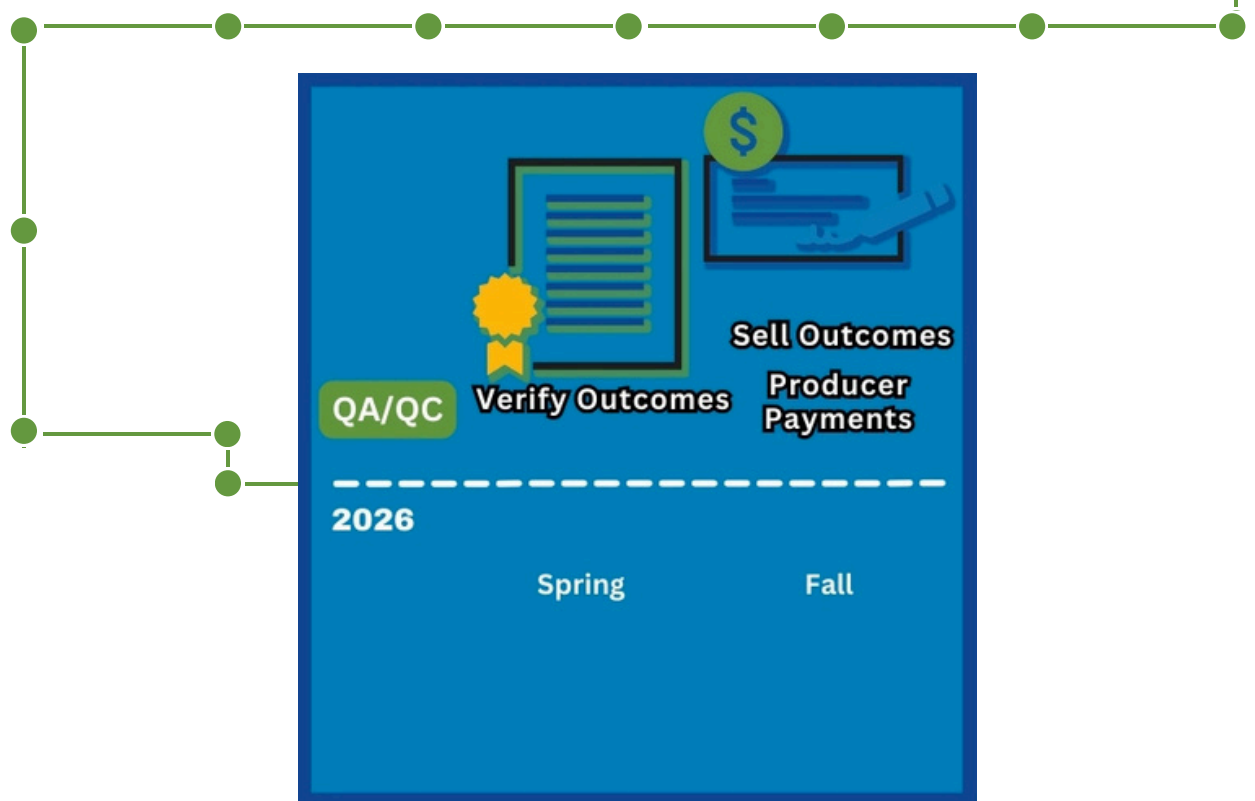 $
Sell Outcomes
Producer
Payments
QA/QC
Verify Outcomes
2026
Spring
Fall